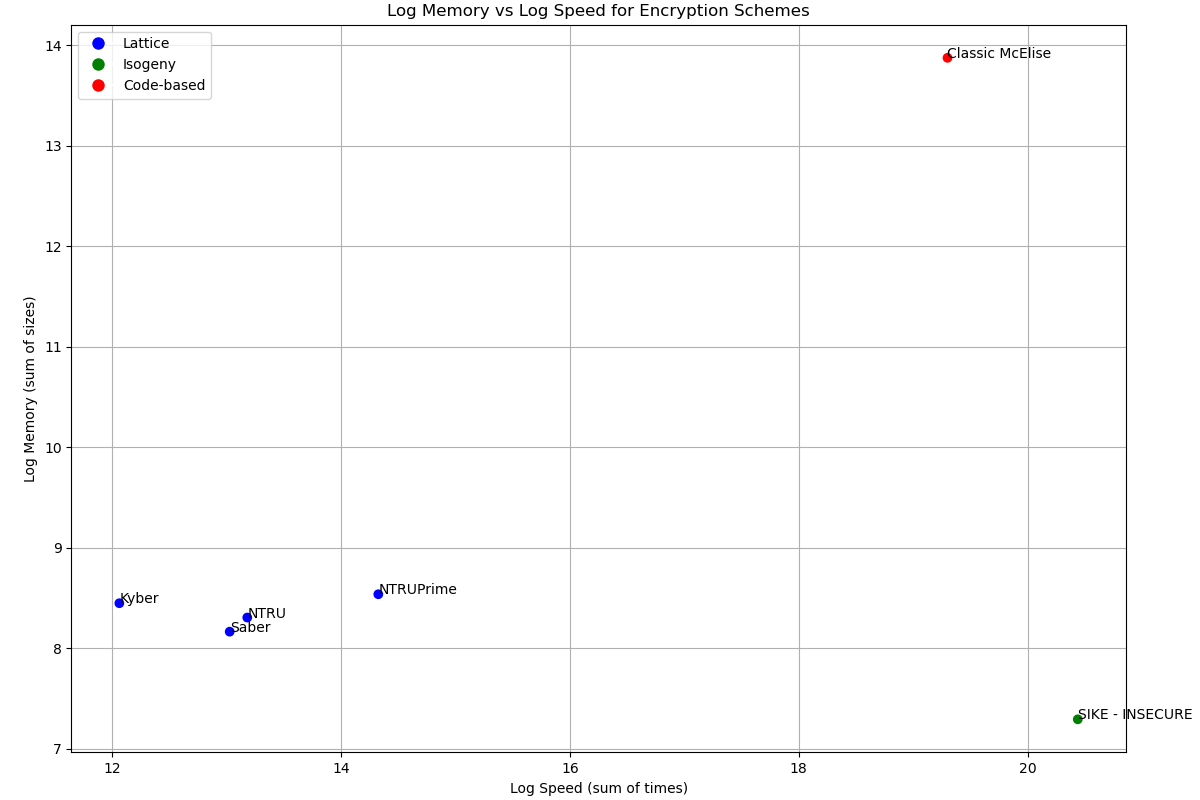 Log Memory vs Log Speed for Encryption Schemes
Lattice
Isogeny
Code-based
Classic McElise
Kyber
NTRU
Saber
NTRUPrime
SIKE - INSECURE
14
13
12
11
10
9
8
7
Log Memory (sum of sizes)
12
14
16
18
20
Log Speed (sum of times)